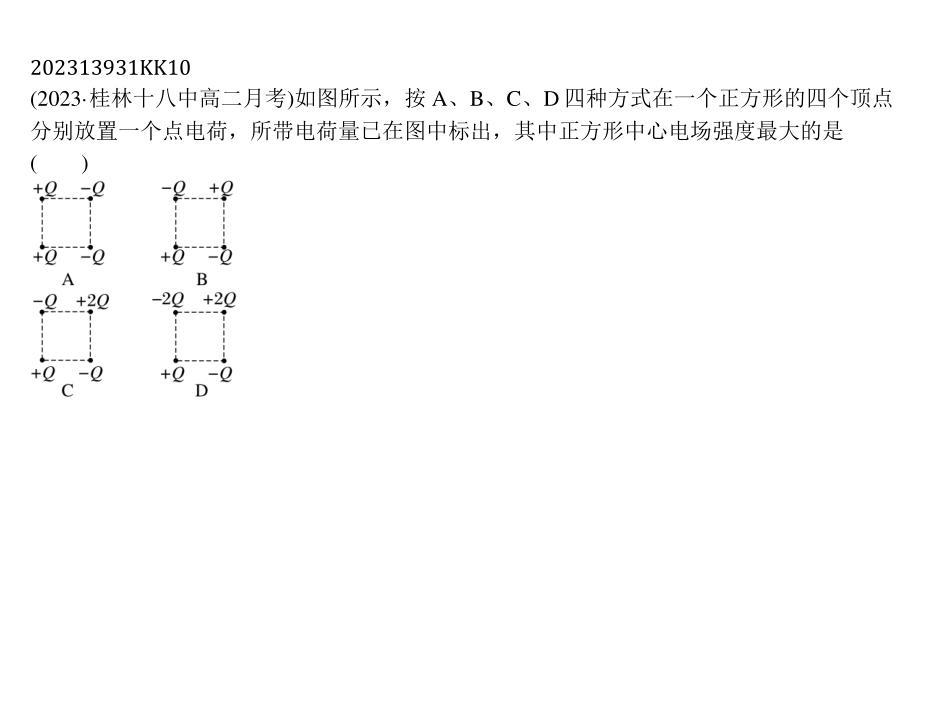 202313931KK10
(2023·桂林十八中高二月考)如图所示，按 A、B、C、D 四种方式在一个正方形的四个顶点
分别放置一个点电荷，所带电荷量已在图中标出，其中正方形中心电场强度最大的是
(　　)
+Q −Q −Q +Q
+Q −Q +Q −Q
A B
−Q +2Q −2Q +2Q
+Q −Q +Q −Q
C D